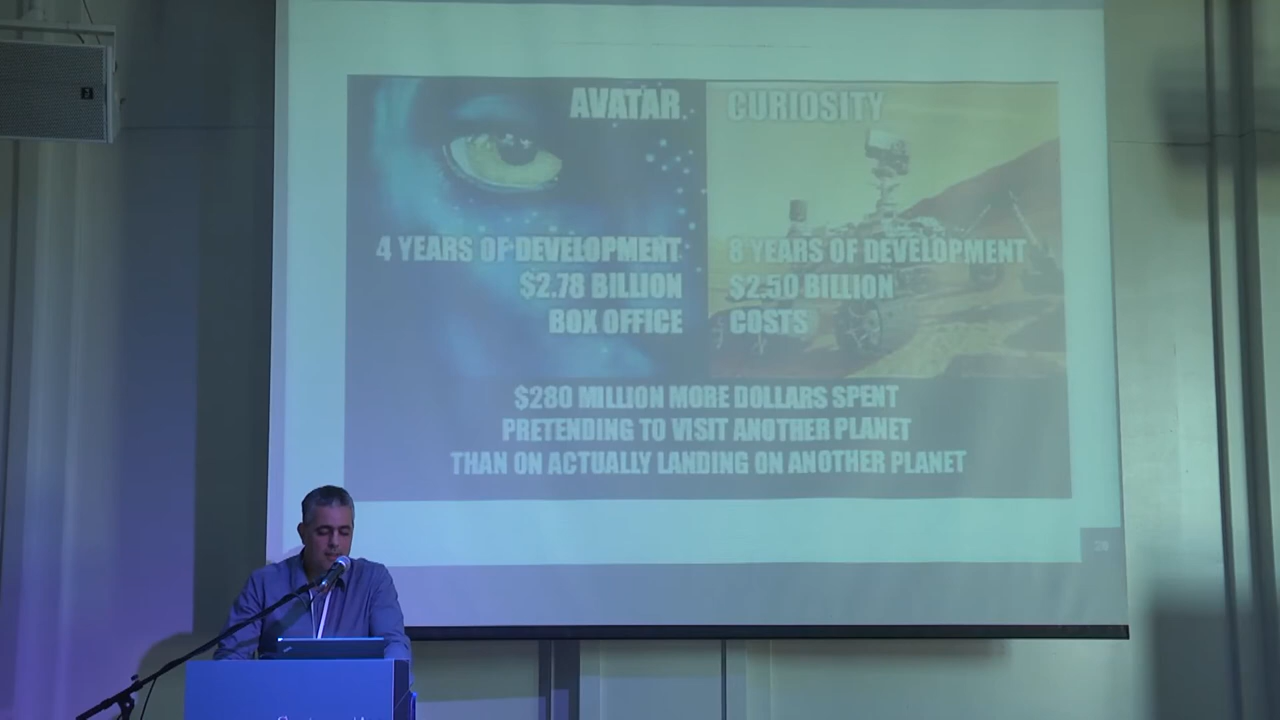 AVATAR
4 YEARS OF DEVELOPMENT
$2.78 BILLION
BOX OFFICE
CURIOSITY
8 YEARS OF DEVELOPMENT
$2.50 BILLION
COSTS
$280 MILLION MORE DOLLARS SPENT
PRETENDING TO VISIT ANOTHER PLANET
THAN ON ACTUALLY LANDING ON ANOTHER PLANET